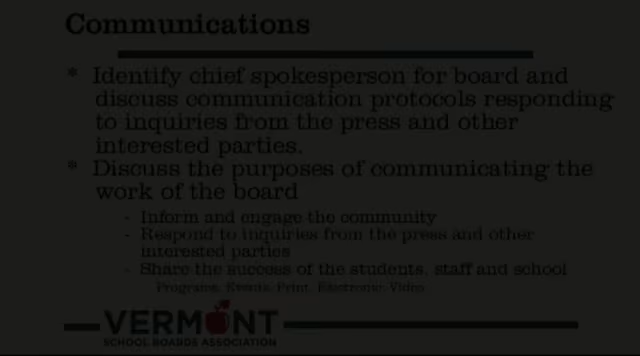 Communications
* Identify chief spokesperson for board and
discuss communication protocols responding
to inquiries from the press and other
interested parties.
* Discuss the purposes of communicating the
work of the board
- Inform and engage the community
- Respond to inquiries from the press and other
interested parties
- Share the success of the students, staff and school
Programs, Events-Print, Electronic-Video
VERMONT
SCHOOL BOARDS ASSOCIATION